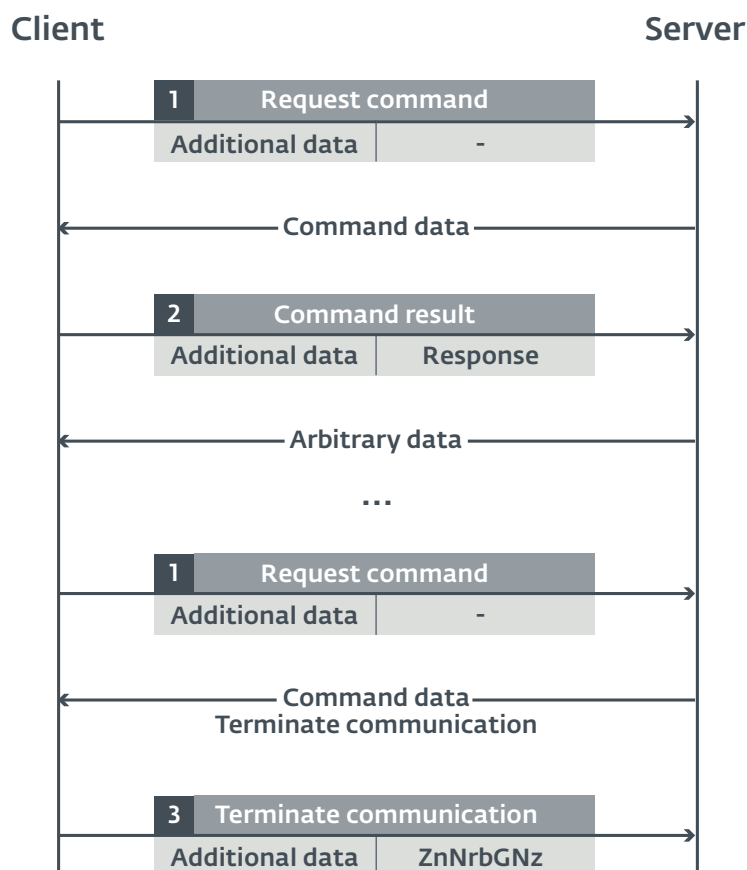 Client Server
1 Request command
Additional data -
Command data
2 Command result
Additional data Response
Arbitrary data
...
1 Request command
Additional data -
Command data
Terminate communication
3 Terminate communication
Additional data ZnNrbGNz